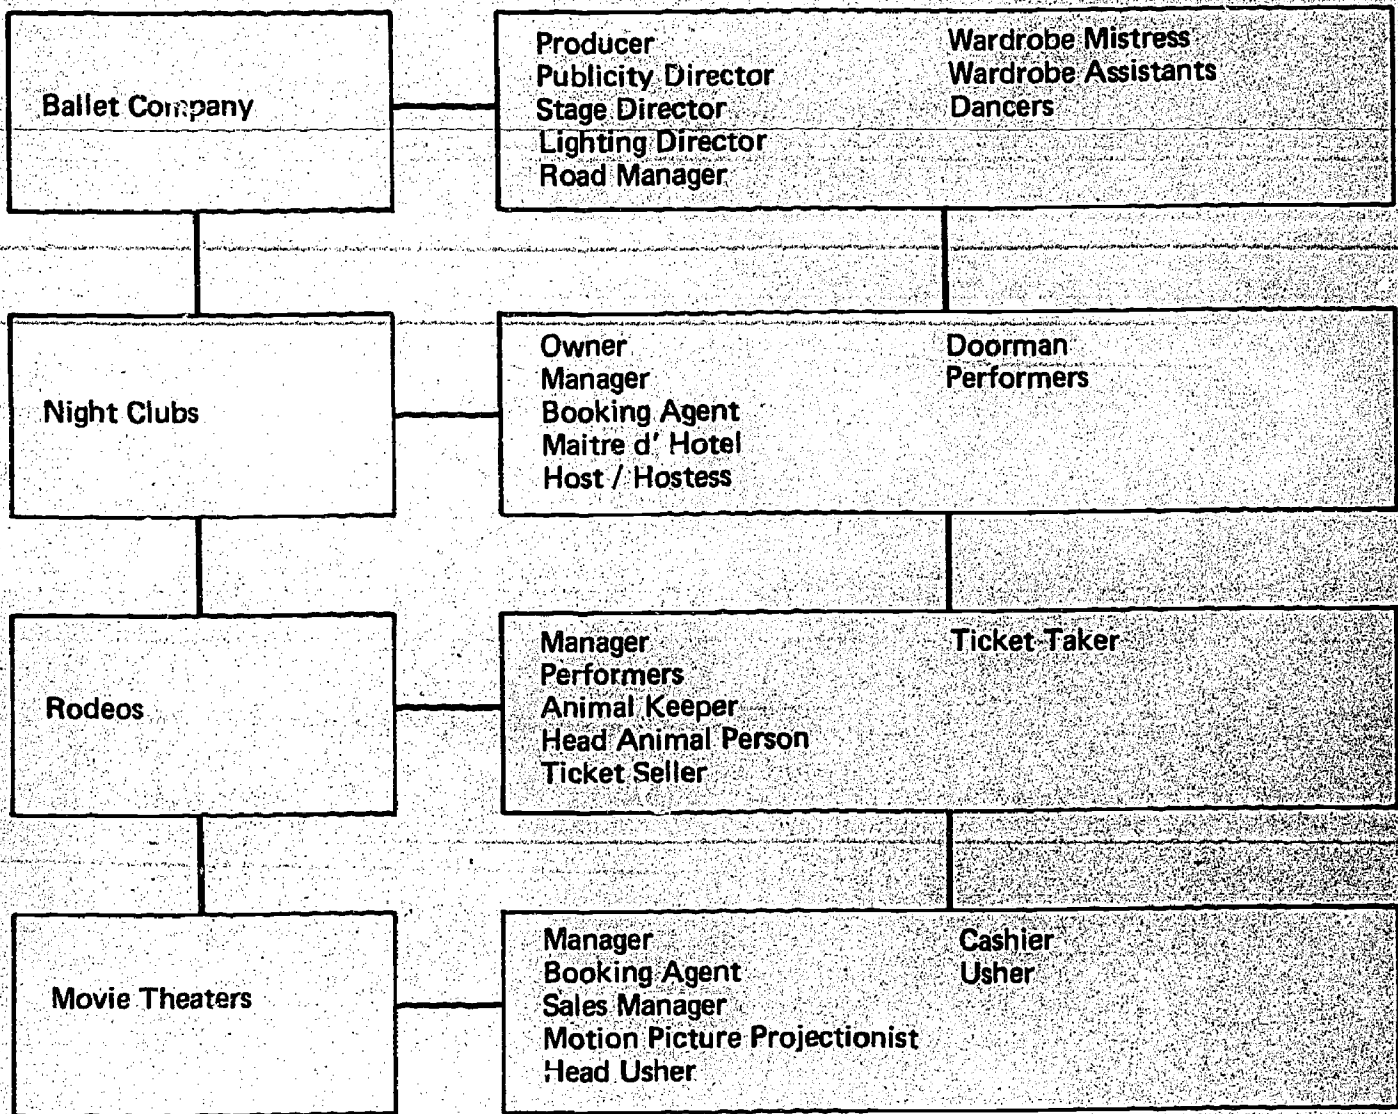 Ballet Company
Producer
Publicity Director
Stage Director
Lighting Director
Road Manager
Wardrobe Mistress
Wardrobe Assistants
Dancers
Night Clubs
Owner
Manager
Booking Agent
Maitre d' Hotel
Host / Hostess
Doorman
Performers
Rodeos
Manager
Performers
Animal Keeper
Head Animal Person
Ticket Seller
Ticket Taker
Movie Theaters
Manager
Booking Agent
Sales Manager
Motion Picture Projectionist
Head Usher
Cashier
Usher